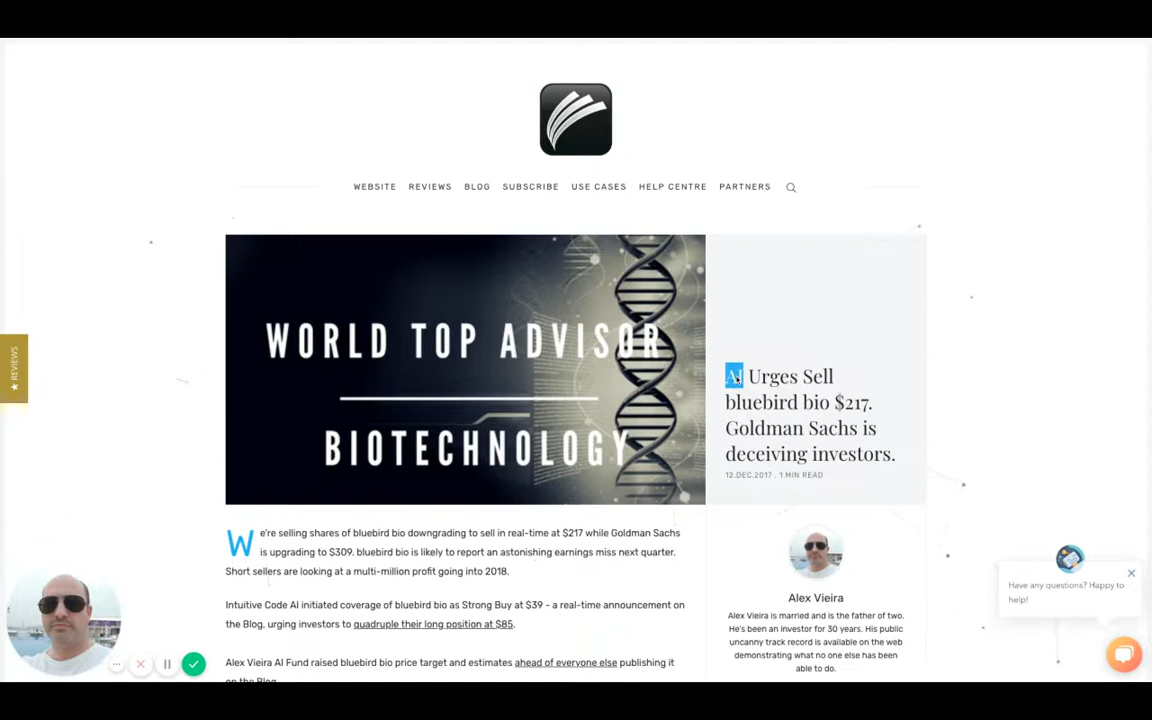 WEBSITE REVIEWS BLOG SUBSCRIBE USE CASES HELP CENTRE PARTNERS
WORLD TOP ADVISOR
BIOTECHNOLOGY
AI Urges Sell
bluebird bio $217.
Goldman Sachs is
deceiving investors.
12.DEC.2017 . 1 MIN READ
★ REVIEWS
We're selling shares of bluebird bio downgrading to sell in real-time at $217 while Goldman Sachs
is upgrading to $309. bluebird bio is likely to report an astonishing earnings miss next quarter.
Short sellers are looking at a multi-million profit going into 2018.
Intuitive Code AI initiated coverage of bluebird bio as Strong Buy at $39 - a real-time announcement on
the Blog, urging investors to quadruple their long position at $85.
Alex Vieira AI Fund raised bluebird bio price target and estimates ahead of everyone else publishing it
on the Blog.
Alex Vieira
Alex Vieira is married and is the father of two.
He's been an investor for 30 years. His public
uncanny track record is available on the web
demonstrating what no one else has been
able to do.
Have any questions? Happy to
help!